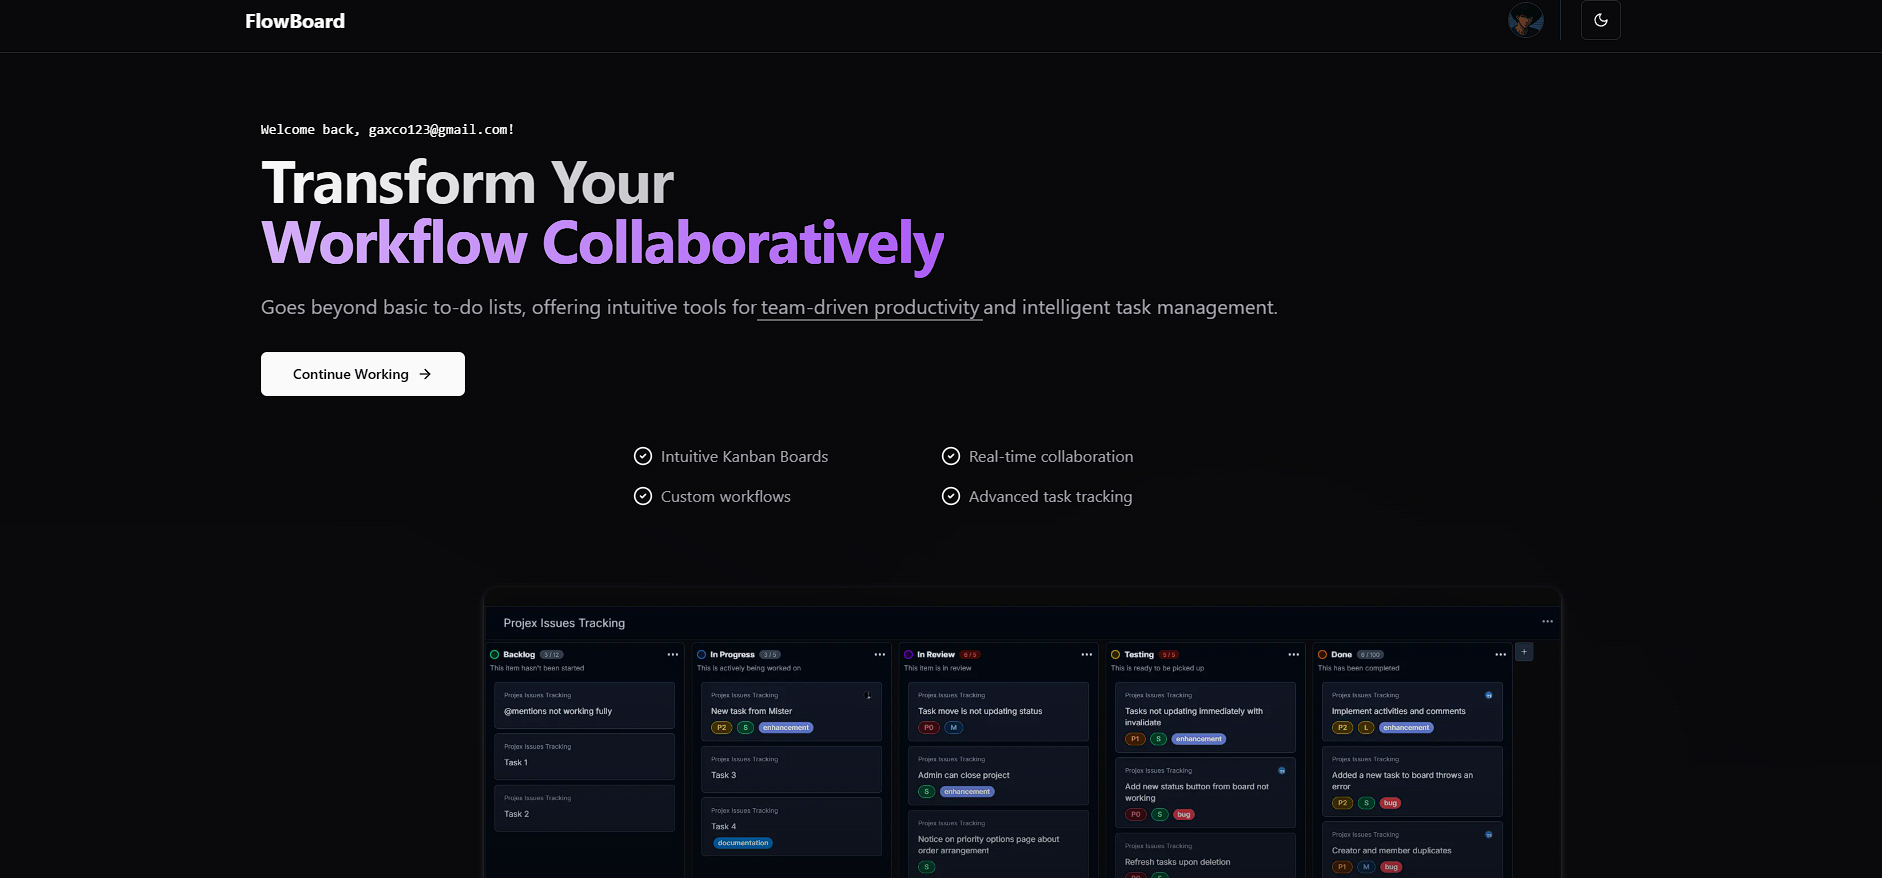 FlowBoard
Welcome back, gaxco123@gmail.com!
Transform Your
Workflow Collaboratively
Goes beyond basic to-do lists, offering intuitive tools for team-driven productivity and intelligent task management.
Continue Working
Intuitive Kanban Boards
Real-time collaboration
Custom workflows
Advanced task tracking
Projex Issues Tracking
Backlog 3 / 12
This item hasn't been started
Projex Issues Tracking
@mentions not working fully
Projex Issues Tracking
Task 1
Projex Issues Tracking
Task 2
In Progress 3 / 5
This is actively being worked on
Projex Issues Tracking
New task from Mister
P2 S enhancement
Projex Issues Tracking
Task 3
Projex Issues Tracking
Task 4
documentation
In Review 6 / 5
This item is in review
Projex Issues Tracking
Task move is not updating status
P0 M
Projex Issues Tracking
Admin can close project
S enhancement
Projex Issues Tracking
Notice on priority options page about
order arrangement
S
Testing 5 / 5
This is ready to be picked up
Projex Issues Tracking
Tasks not updating immediately with
invalidate
P1 S enhancement
Projex Issues Tracking
Add new status button from board not
working
P0 S bug
Projex Issues Tracking
Refresh tasks upon deletion
P0 S
Done 6 / 100
This has been completed
Projex Issues Tracking
Implement activities and comments
P2 L enhancement
Projex Issues Tracking
Added a new task to board throws an
error
P2 S bug
Projex Issues Tracking
Creator and member duplicates
P1 M bug